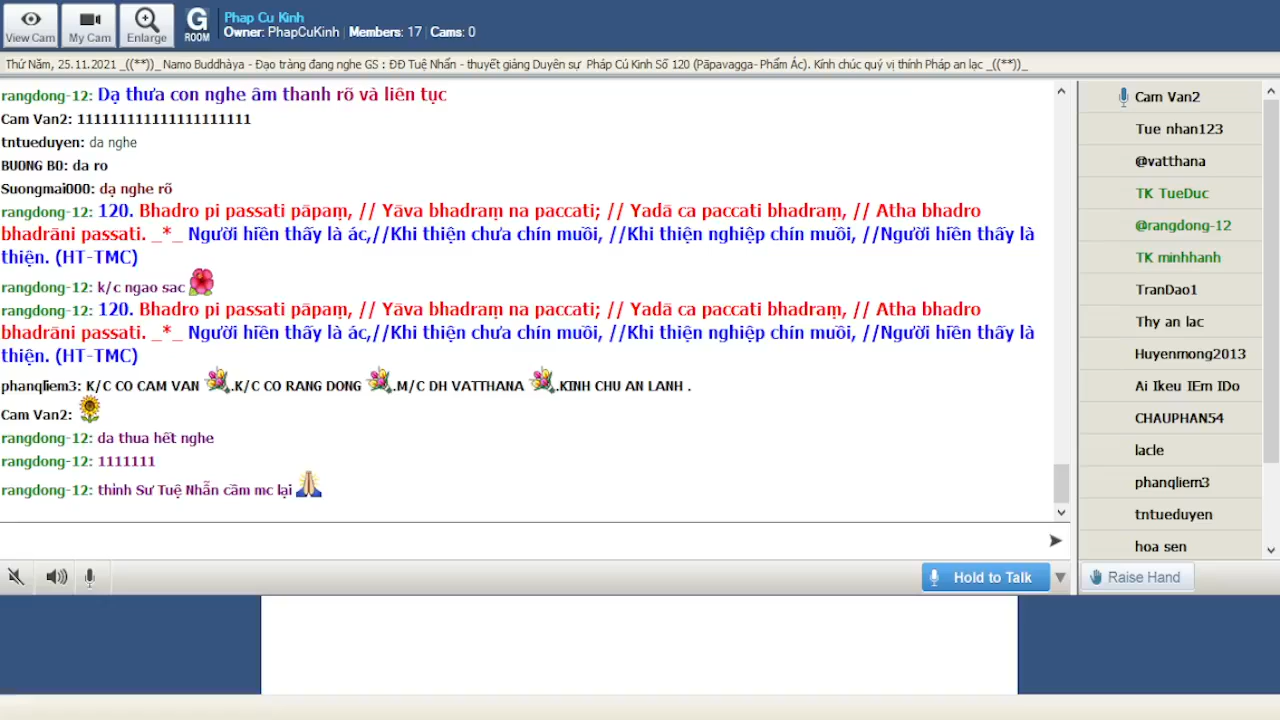 View Cam
My Cam
Enlarge
G
ROOM
Phap Cu Kinh
Owner: PhapCuKinh | Members: 17 | Cams: 0
Thứ Năm, 25.11.2021 _((**))_ Namo Buddhàya - Đạo tràng đang nghe GS : ĐĐ Tuệ Nhẩn - thuyết giảng Duyên sự Pháp Cú Kinh Số 120 (Pāpavagga- Phẩm Ác). Kính chúc quý vị thính Pháp an lạc _((**))_
rangdong-12: Dạ thưa con nghe âm thanh rõ và liên tục
Cam Van2: 111111111111111111111
tntueduyen: da nghe
BUONG BO: da ro
Suongmai000: dạ nghe rõ
rangdong-12: 120. Bhadro pi passati pāpaṃ, // Yāva bhadraṃ na paccati; // Yadā ca paccati bhadraṃ, // Atha bhadro
bhadrāni passati. _*_ Người hiền thấy là ác,//Khi thiện chưa chín muồi, //Khi thiện nghiệp chín muồi, //Người hiền thấy là
thiện. (HT-TMC)
rangdong-12: k/c ngao sac
rangdong-12: 120. Bhadro pi passati pāpaṃ, // Yāva bhadraṃ na paccati; // Yadā ca paccati bhadraṃ, // Atha bhadro
bhadrāni passati. _*_ Người hiền thấy là ác,//Khi thiện chưa chín muồi, //Khi thiện nghiệp chín muồi, //Người hiền thấy là
thiện. (HT-TMC)
phanqliem3: K/C CO CAM VAN .K/C CO RANG DONG .M/C DH VATTHANA .KINH CHU AN LANH .
Cam Van2:
rangdong-12: da thua hết nghe
rangdong-12: 1111111
rangdong-12: thỉnh Sư Tuệ Nhẫn cầm mc lại
Hold to Talk
Cam Van2
Tue nhan123
@vatthana
TK TueDuc
@rangdong-12
TK minhhanh
TranDao1
Thy an lac
Huyenmong2013
Ai Ikeu IEm IDo
CHAUPHAN54
lacle
phanqliem3
tntueduyen
hoa sen
Raise Hand